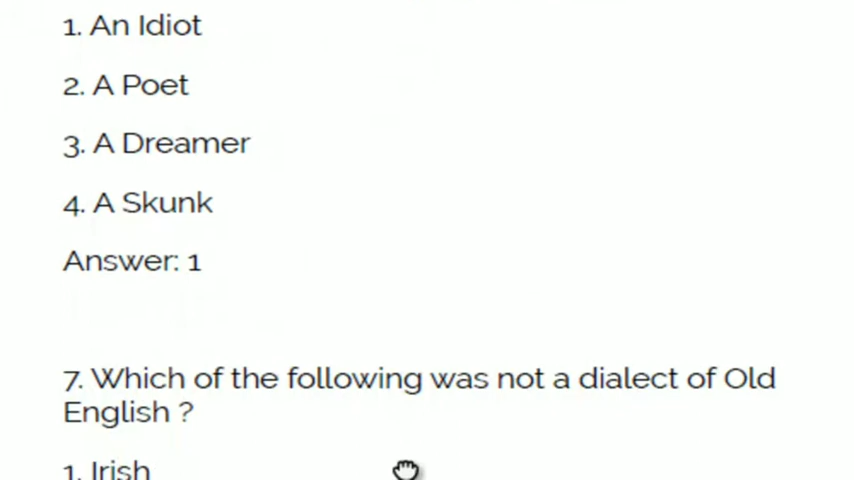 1. An Idiot
2. A Poet
3. A Dreamer
4. A Skunk
Answer: 1
7. Which of the following was not a dialect of Old
English ?
1. Irish